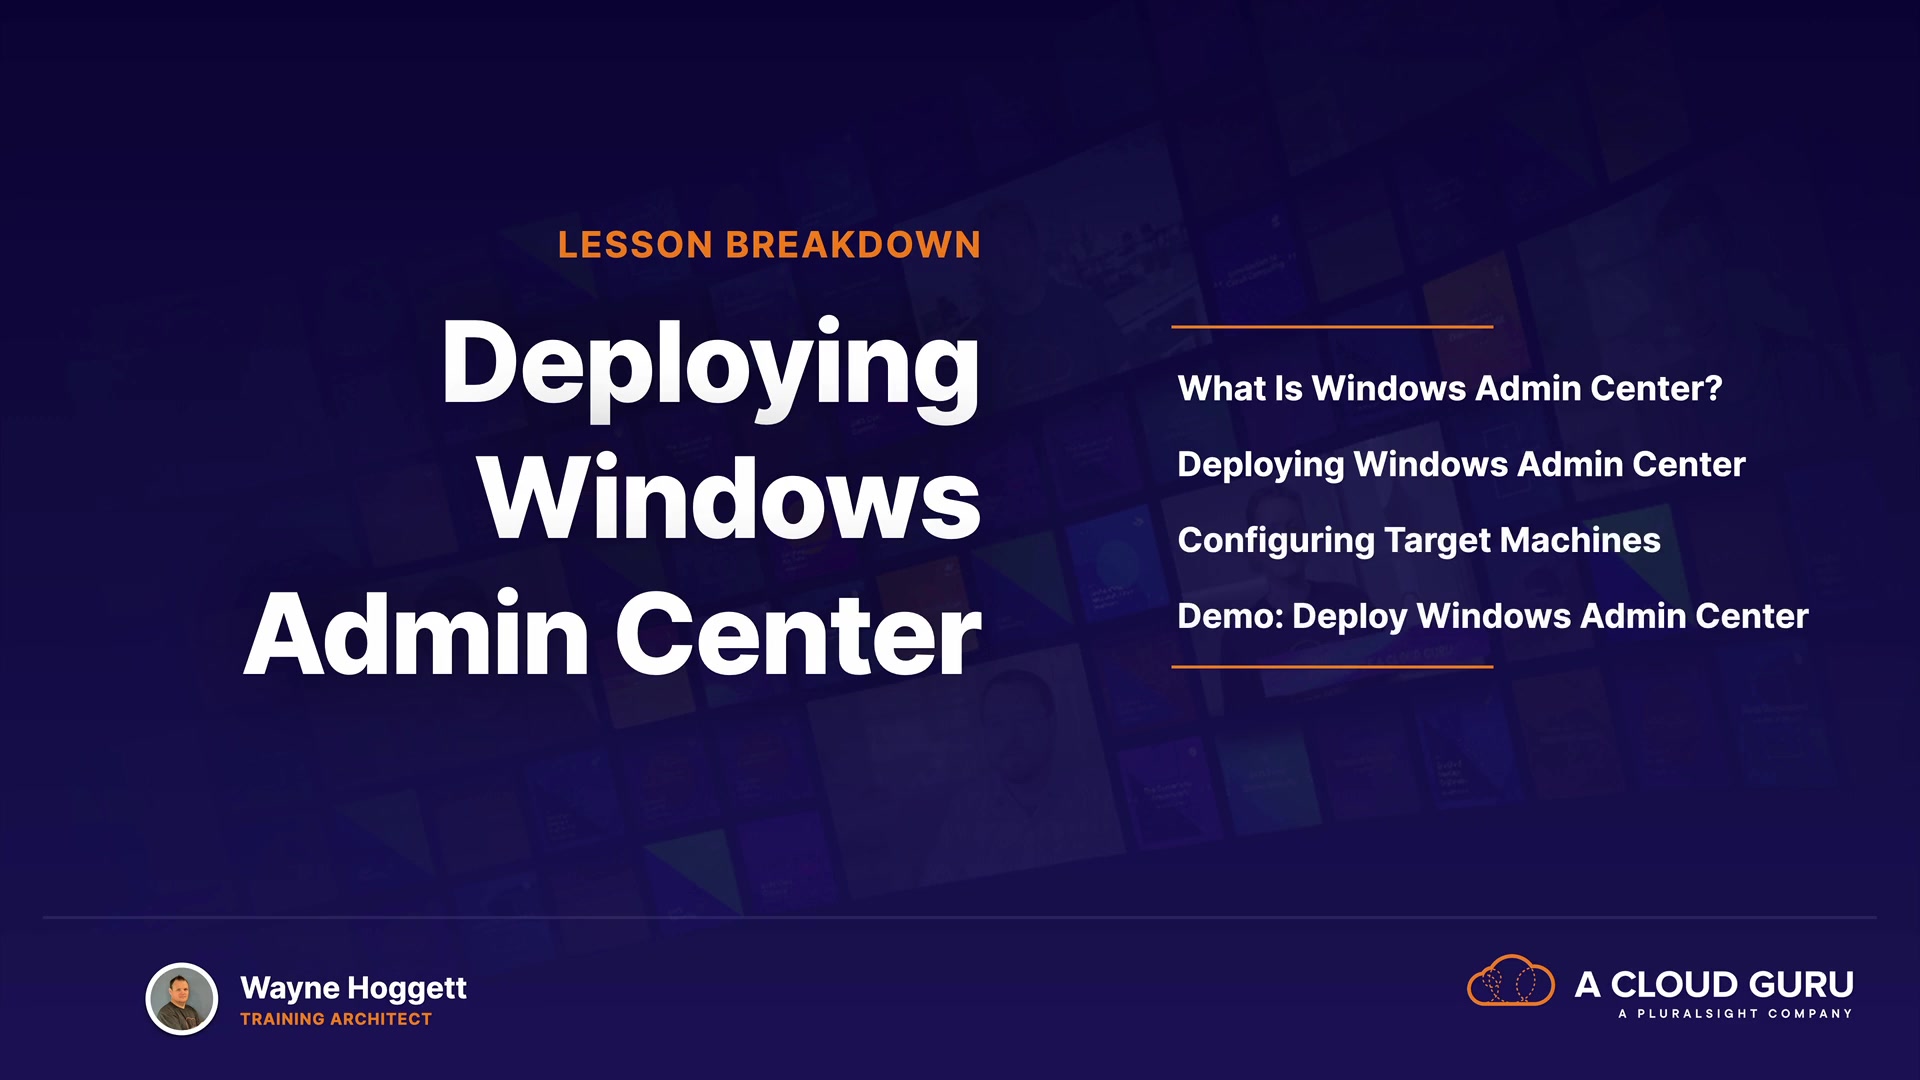 LESSON BREAKDOWN
Deploying
Windows
Admin Center
What Is Windows Admin Center?
Deploying Windows Admin Center
Configuring Target Machines
Demo: Deploy Windows Admin Center
Wayne Hoggett
TRAINING ARCHITECT
A CLOUD GURU
A PLURALSIGHT COMPANY